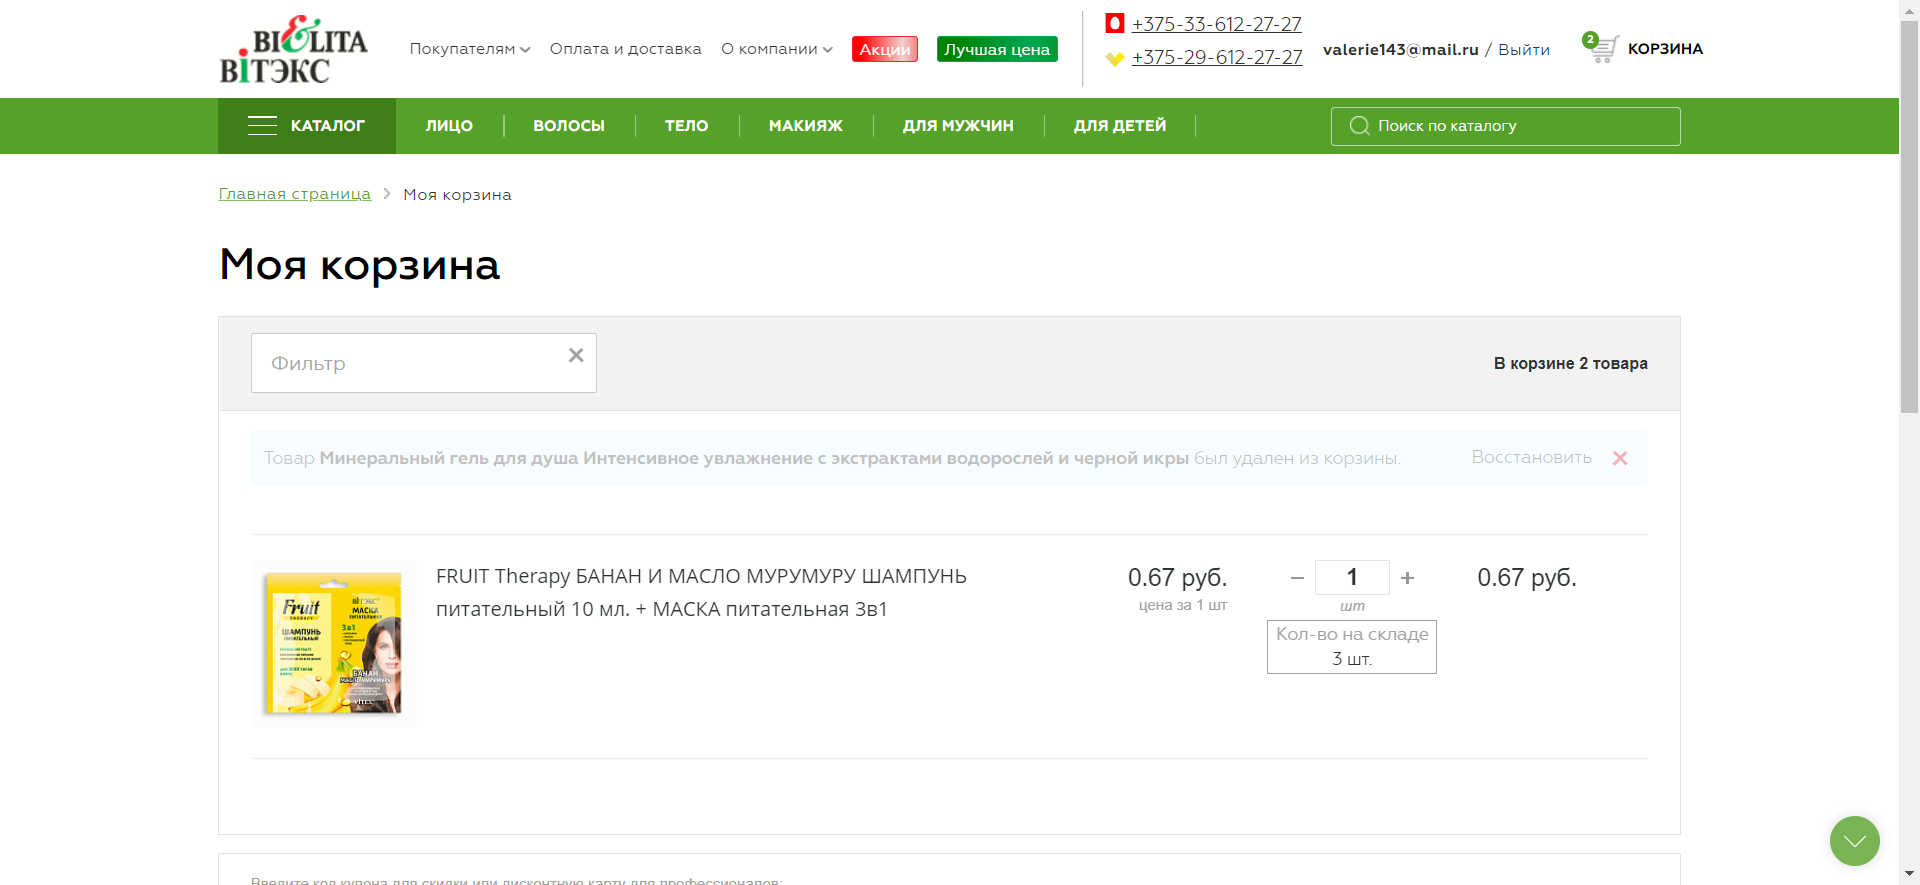 BIELITA
ВІТЭКС
Покупателям
Оплата и доставка
О компании
Акции
Лучшая цена
+375-33-612-27-27
+375-29-612-27-27
valerie143@mail.ru / Выйти
2
КОРЗИНА
КАТАЛОГ
ЛИЦО
ВОЛОСЫ
ТЕЛО
МАКИЯЖ
ДЛЯ МУЖЧИН
ДЛЯ ДЕТЕЙ
Поиск по каталогу
Главная страница
Моя корзина
Моя корзина
Фильтр
В корзине 2 товара
Товар Минеральный гель для душа Интенсивное увлажнение с экстрактами водорослей и черной икры был удален из корзины.
Восстановить
Fruit
THERAPY
ШАМПУНЬ
ВІТЭКС
МАСКА
3в1
БАНАН
FRUIT Therapy БАНАН И МАСЛО МУРУМУРУ ШАМПУНЬ
питательный 10 мл. + МАСКА питательная 3в1
0.67 руб.
цена за 1 шт
1
шт
Кол-во на складе
3 шт.
0.67 руб.
Введите код купона для скидки или дисконтную карту для профессионалов: